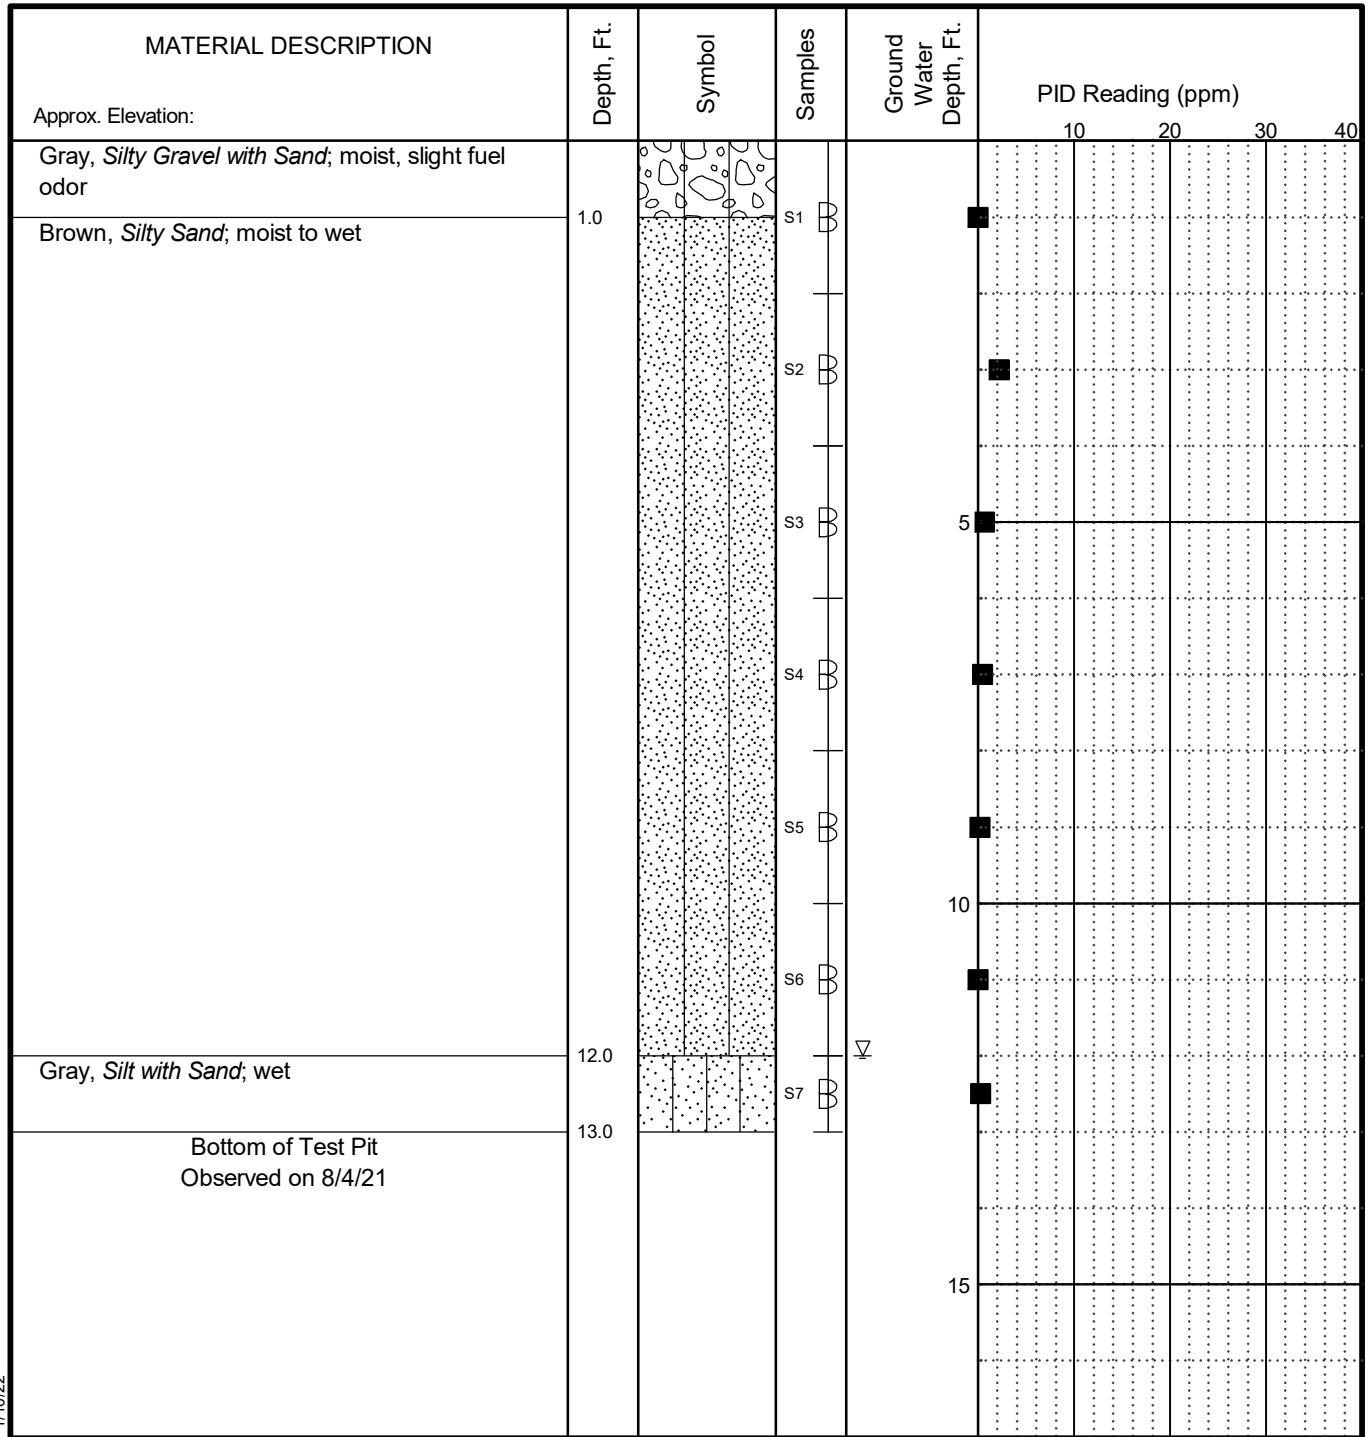 MATERIAL DESCRIPTION
Approx. Elevation:
Depth, Ft.
Symbol
Samples
Ground
Water
Depth, Ft.
PID Reading (ppm)
10 20 30 40
Gray, Silty Gravel with Sand; moist, slight fuel
odor
1.0
S1
Brown, Silty Sand; moist to wet
S2
S3
5
S4
S5
10
S6
12.0
Gray, Silt with Sand; wet
S7
13.0
Bottom of Test Pit
Observed on 8/4/21
15